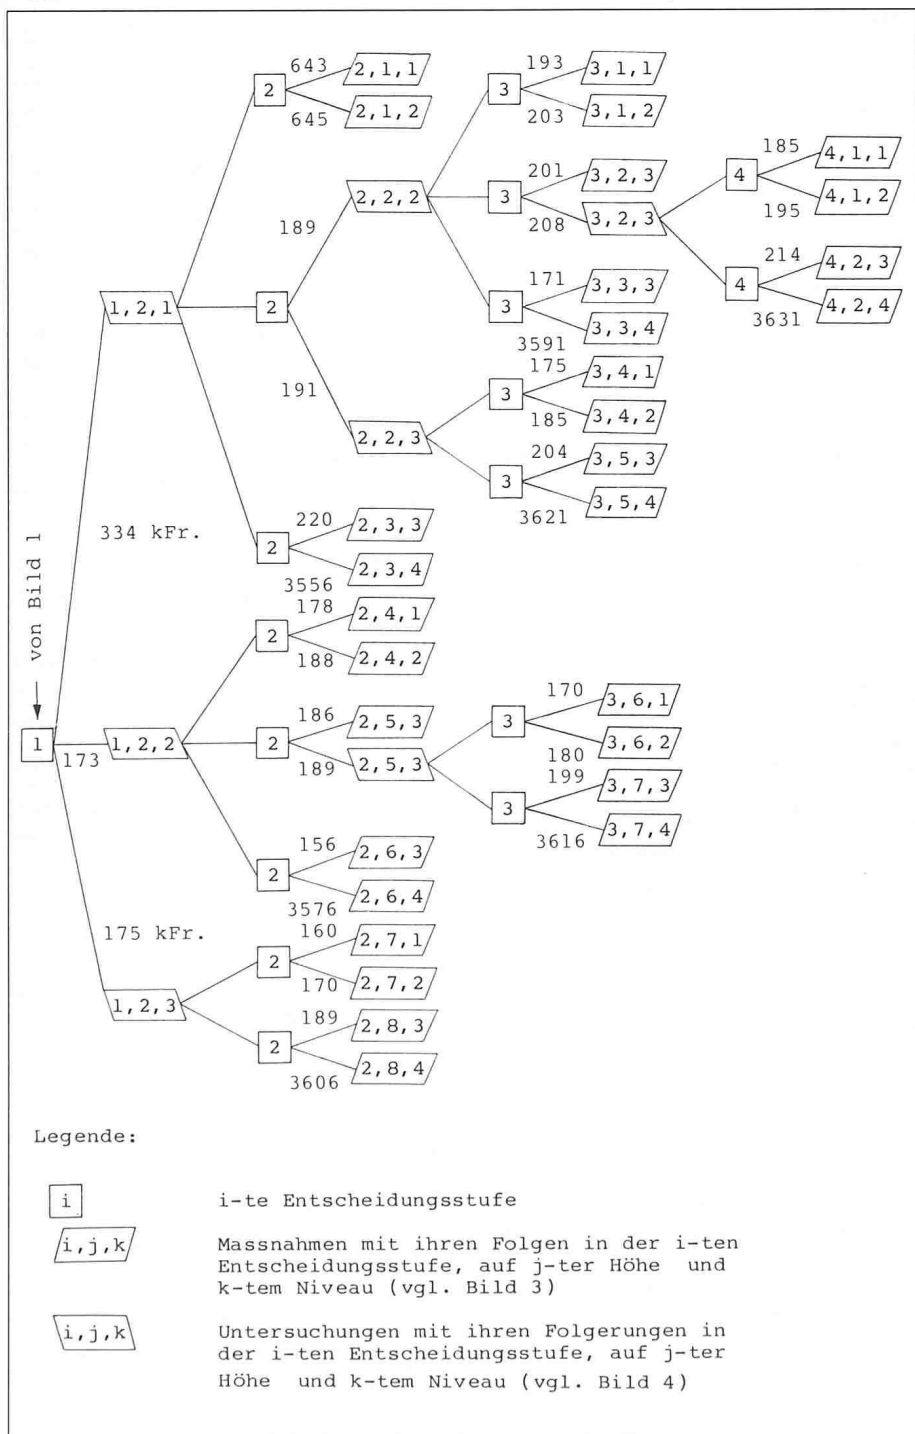 643 2,1,1 193 3,1,1
2 3
645 2,1,2 203 3,1,2
185 4,1,1
201 3,2,3 4
2,2,2 3 195 4,1,2
189 208 3,2,3
214 4,2,3
171 3,3,3 4
1,2,1 2 3 3631 4,2,4
3591 3,3,4
175 3,4,1
191 3
185 3,4,2
2,2,3 204 3,5,3
3
3621 3,5,4
220 2,3,3
334 kFr. 2
3556 2,3,4
von Bild 1
178 2,4,1
2
188 2,4,2
170 3,6,1
186 2,5,3 3
1 173 1,2,2 2 180 3,6,2
189 2,5,3 199 3,7,3
3
3616 3,7,4
156 2,6,3
2
3576 2,6,4
175 kFr. 160 2,7,1
2
170 2,7,2
1,2,3 189 2,8,3
2
3606 2,8,4
Legende:
i i-te Entscheidungsstufe
i,j,k Massnahmen mit ihren Folgen in der i-ten
Entscheidungsstufe, auf j-ter Höhe und
k-tem Niveau (vgl. Bild 3)
i,j,k Untersuchungen mit ihren Folgerungen in
der i-ten Entscheidungsstufe, auf j-ter
Höhe und k-tem Niveau (vgl. Bild 4)